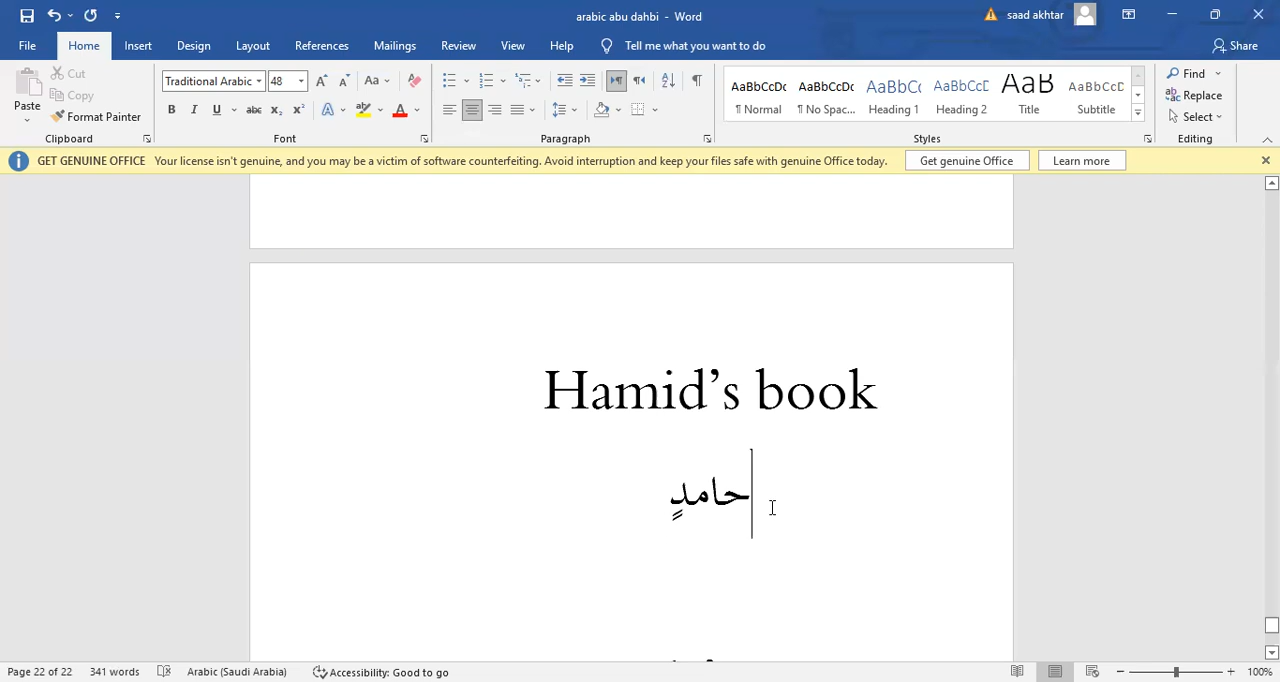 arabic abu dahbi - Word
saad akhtar
File Home Insert Design Layout References Mailings Review View Help Tell me what you want to do Share
Paste
Cut
Copy
Format Painter
Clipboard
Traditional Arabic 48
Font
Paragraph
AaBbCcDc AaBbCcDc AaBbCc AaBbCcD AaB AaBbCcD
¶ Normal ¶ No Spac... Heading 1 Heading 2 Title Subtitle
Styles
Find
Replace
Select
Editing
GET GENUINE OFFICE Your license isn't genuine, and you may be a victim of software counterfeiting. Avoid interruption and keep your files safe with genuine Office today. Get genuine Office Learn more
Hamid’s book
حامدٍ
Page 22 of 22 341 words Arabic (Saudi Arabia) Accessibility: Good to go 100%